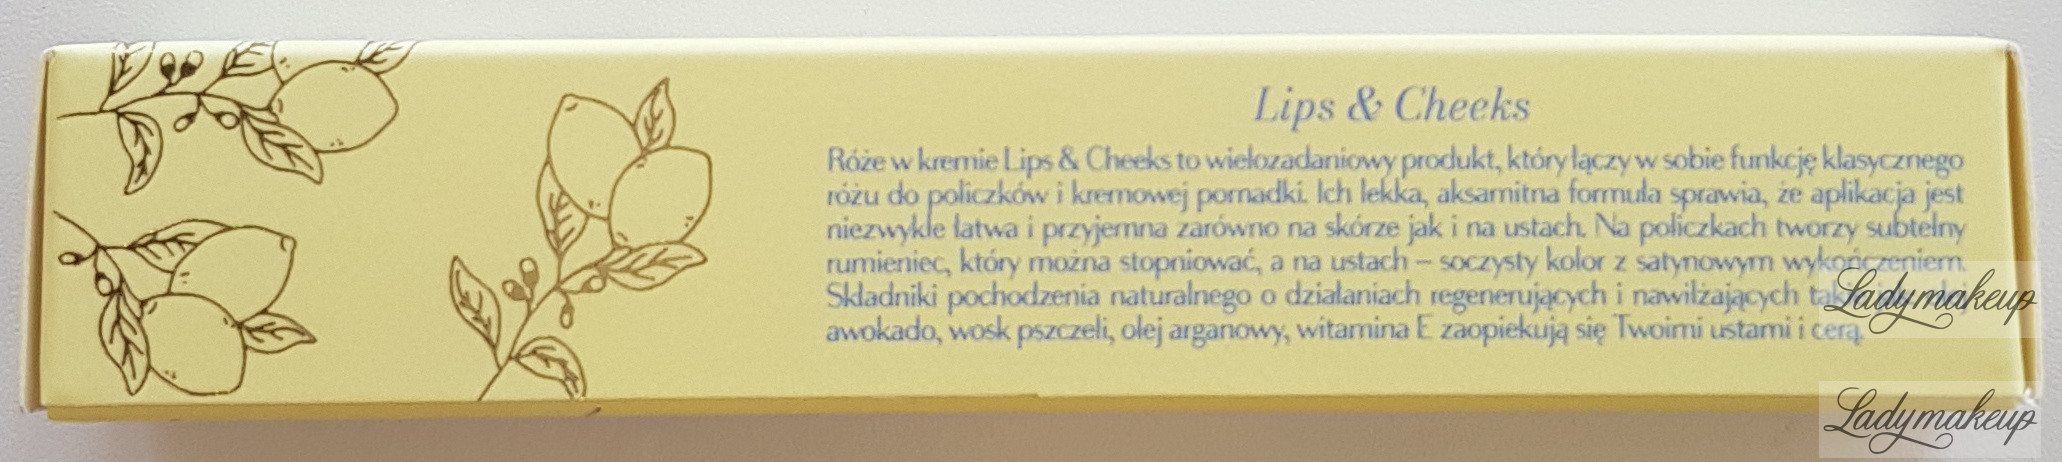 Lips & Cheeks
Róże w kremie Lips & Cheeks to wielozadaniowy produkt, który łączy w sobie funkcję klasycznego
różu do policzków i kremowej pomadki. Ich lekka, aksamitna formuła sprawia, że aplikacja jest
niezwykle łatwa i przyjemna zarówno na skórze jak i na ustach. Na policzkach tworzy subtelny
rumieniec, który można stopniować, a na ustach – soczysty kolor z satynowym wykończeniem.
Składniki pochodzenia naturalnego o działaniach regenerujących i nawilżających
awokado, wosk pszczeli, olej arganowy, witamina E zaopiekują się Twoimi ustami i cerą.
Ladymakeup
Ladymakeup